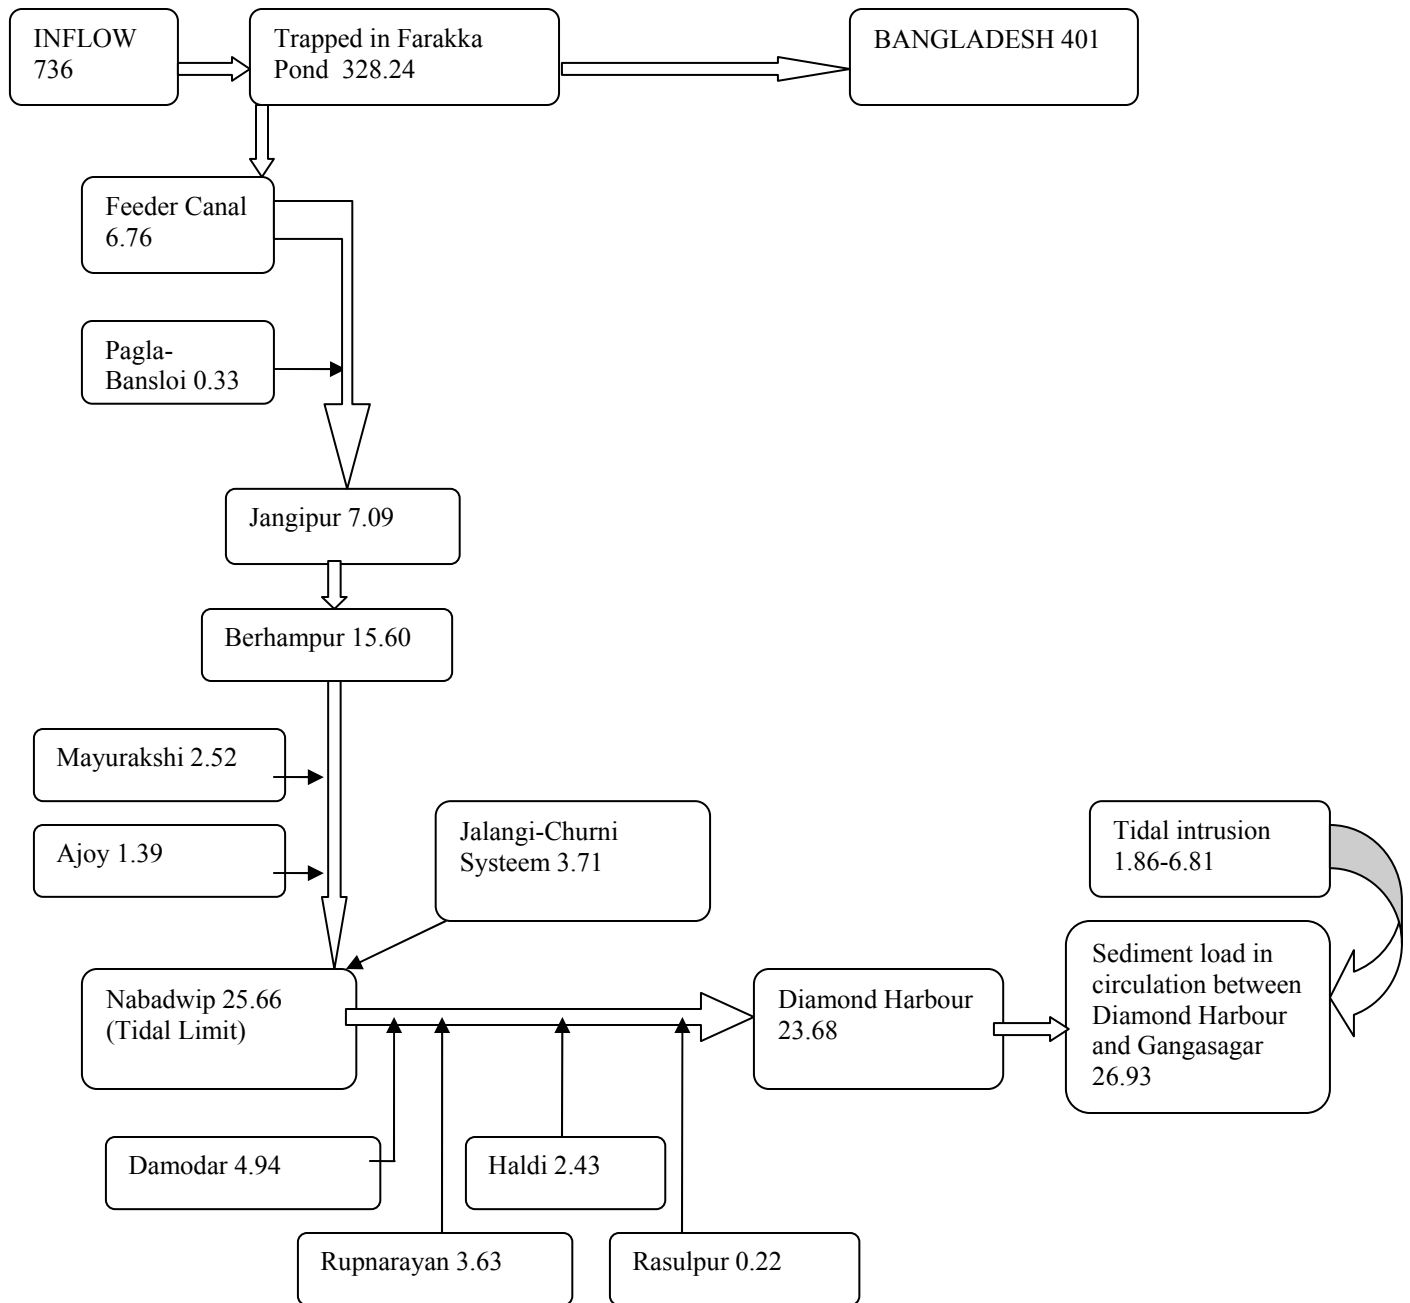 INFLOW
736
Trapped in Farakka
Pond 328.24
BANGLADESH 401
Feeder Canal
6.76
Pagla-
Bansloi 0.33
Jangipur 7.09
Berhampur 15.60
Mayurakshi 2.52
Ajoy 1.39
Jalangi-Churni
Systeem 3.71
Tidal intrusion
1.86-6.81
Nabadwip 25.66
(Tidal Limit)
Diamond Harbour
23.68
Sediment load in
circulation between
Diamond Harbour
and Gangasagar
26.93
Damodar 4.94
Haldi 2.43
Rupnarayan 3.63
Rasulpur 0.22